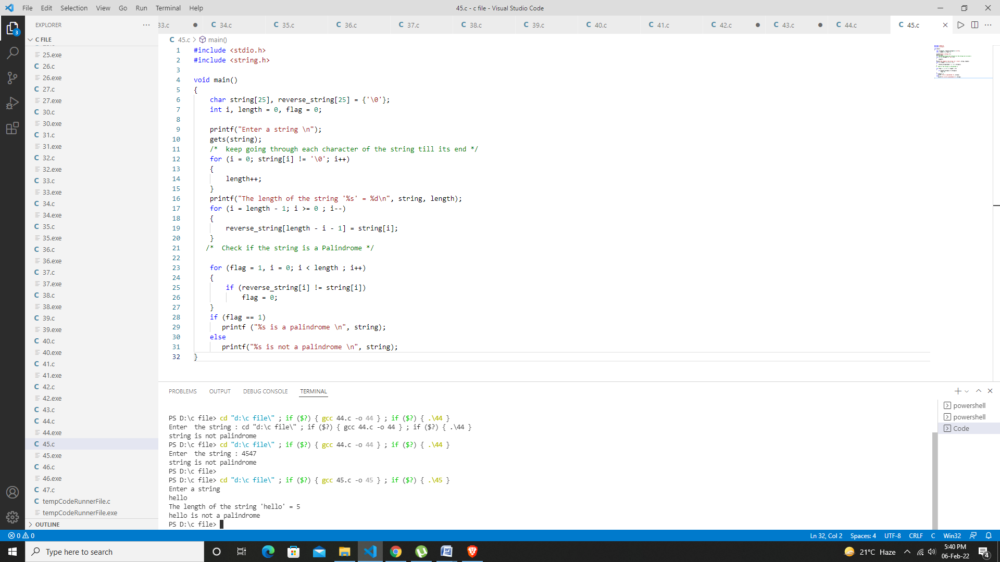 File Edit Selection View Go Run Terminal Help
45.c - c file - Visual Studio Code
EXPLORER
33.c 34.c 35.c 36.c 37.c 38.c 39.c 40.c 41.c 42.c 43.c 44.c 45.c
3
C FILE
25.exe
26.c
26.exe
27.c
27.exe
30.c
30.exe
31.c
31.exe
32.c
32.exe
33.c
33.exe
34.c
34.exe
35.c
35.exe
36.c
36.exe
37.c
37.exe
38.c
38.exe
39.c
39.exe
40.c
40.exe
41.c
41.exe
42.c
42.exe
43.c
44.c
44.exe
45.c
45.exe
46.c
46.exe
47.c
tempCodeRunnerFile.c
tempCodeRunnerFile.exe
OUTLINE
45.c > main()
1 #include <stdio.h>
2 #include <string.h>
3
4 void main()
5 {
6 char string[25], reverse_string[25] = {'\0'};
7 int i, length = 0, flag = 0;
8
9 printf("Enter a string \n");
10 gets(string);
11 /*  keep going through each character of the string till its end */
12 for (i = 0; string[i] != '\0'; i++)
13 {
14 length++;
15 }
16 printf("The length of the string '%s' = %d\n", string, length);
17 for (i = length - 1; i >= 0 ; i--)
18 {
19 reverse_string[length - i - 1] = string[i];
20 }
21 /*  Check if the string is a Palindrome */
22
23 for (flag = 1, i = 0; i < length ; i++)
24 {
25 if (reverse_string[i] != string[i])
26 flag = 0;
27 }
28 if (flag == 1)
29 printf ("%s is a palindrome \n", string);
30 else
31 printf("%s is not a palindrome \n", string);
32 }
PROBLEMS OUTPUT DEBUG CONSOLE TERMINAL
PS D:\c file> cd "d:\c file\" ; if ($?) { gcc 44.c -o 44 } ; if ($?) { .\44 }
Enter  the string : cd "d:\c file\" ; if ($?) { gcc 44.c -o 44 } ; if ($?) { .\44 }
string is not palindrome
PS D:\c file> cd "d:\c file\" ; if ($?) { gcc 44.c -o 44 } ; if ($?) { .\44 }
Enter  the string : 4547
string is not palindrome
PS D:\c file>
PS D:\c file> cd "d:\c file\" ; if ($?) { gcc 45.c -o 45 } ; if ($?) { .\45 }
Enter a string
hello
The length of the string 'hello' = 5
hello is not a palindrome
PS D:\c file>
powershell
powershell
Code
0 0
Ln 32, Col 2 Spaces: 4 UTF-8 CRLF C Win32
Type here to search
21°C Haze
5:40 PM
06-Feb-22
4